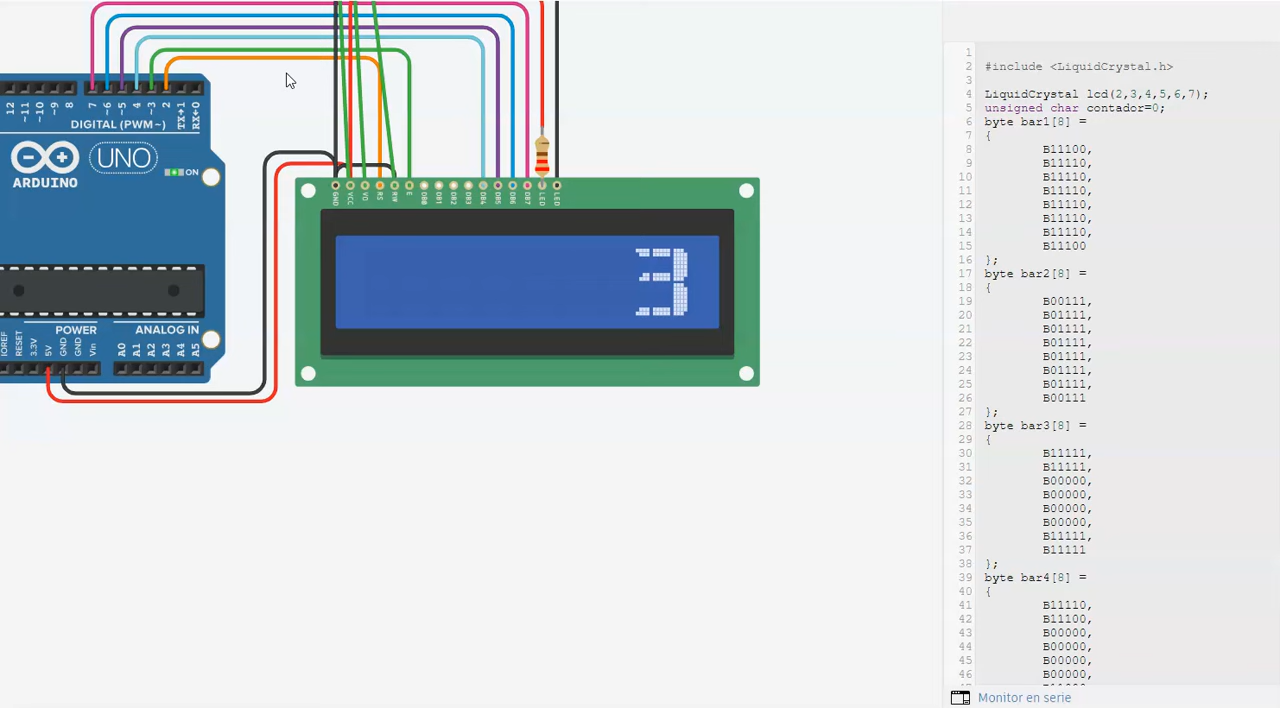 12
~11
~10
~9
8
7
~6
~5
4
~3
2
TX→1
RX←0
DIGITAL (PWM~)
UNO
ARDUINO
ON
POWER
ANALOG IN
IOREF
RESET
3.3V
5V
GND
GND
Vin
A0
A1
A2
A3
A4
A5
GND
VCC
V0
RS
RW
E
DB0
DB1
DB2
DB3
DB4
DB5
DB6
DB7
LED
LED
3
1
2 #include <LiquidCrystal.h>
3
4 LiquidCrystal lcd(2,3,4,5,6,7);
5 unsigned char contador=0;
6 byte bar1[8] =
7 {
8 B11100,
9 B11110,
10 B11110,
11 B11110,
12 B11110,
13 B11110,
14 B11110,
15 B11100
16 };
17 byte bar2[8] =
18 {
19 B00111,
20 B01111,
21 B01111,
22 B01111,
23 B01111,
24 B01111,
25 B01111,
26 B00111
27 };
28 byte bar3[8] =
29 {
30 B11111,
31 B11111,
32 B00000,
33 B00000,
34 B00000,
35 B00000,
36 B11111,
37 B11111
38 };
39 byte bar4[8] =
40 {
41 B11110,
42 B11100,
43 B00000,
44 B00000,
45 B00000,
46 B00000,
Monitor en serie